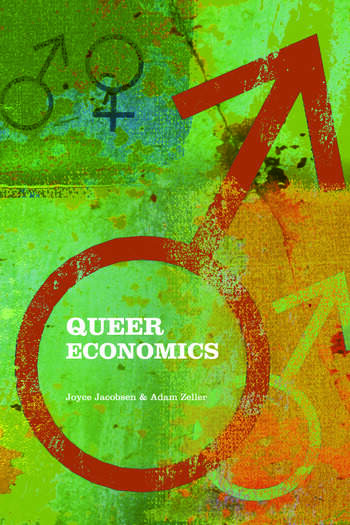 QUEER
ECONOMICS
Joyce Jacobsen & Adam Zeller